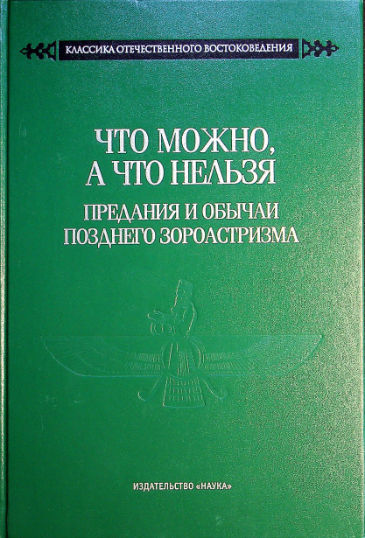 КЛАССИКА ОТЕЧЕСТВЕННОГО ВОСТОКОВЕДЕНИЯ
ЧТО МОЖНО,
А ЧТО НЕЛЬЗЯ
ПРЕДАНИЯ И ОБЫЧАИ
ПОЗДНЕГО ЗОРОАСТРИЗМА
ИЗДАТЕЛЬСТВО «НАУКА»